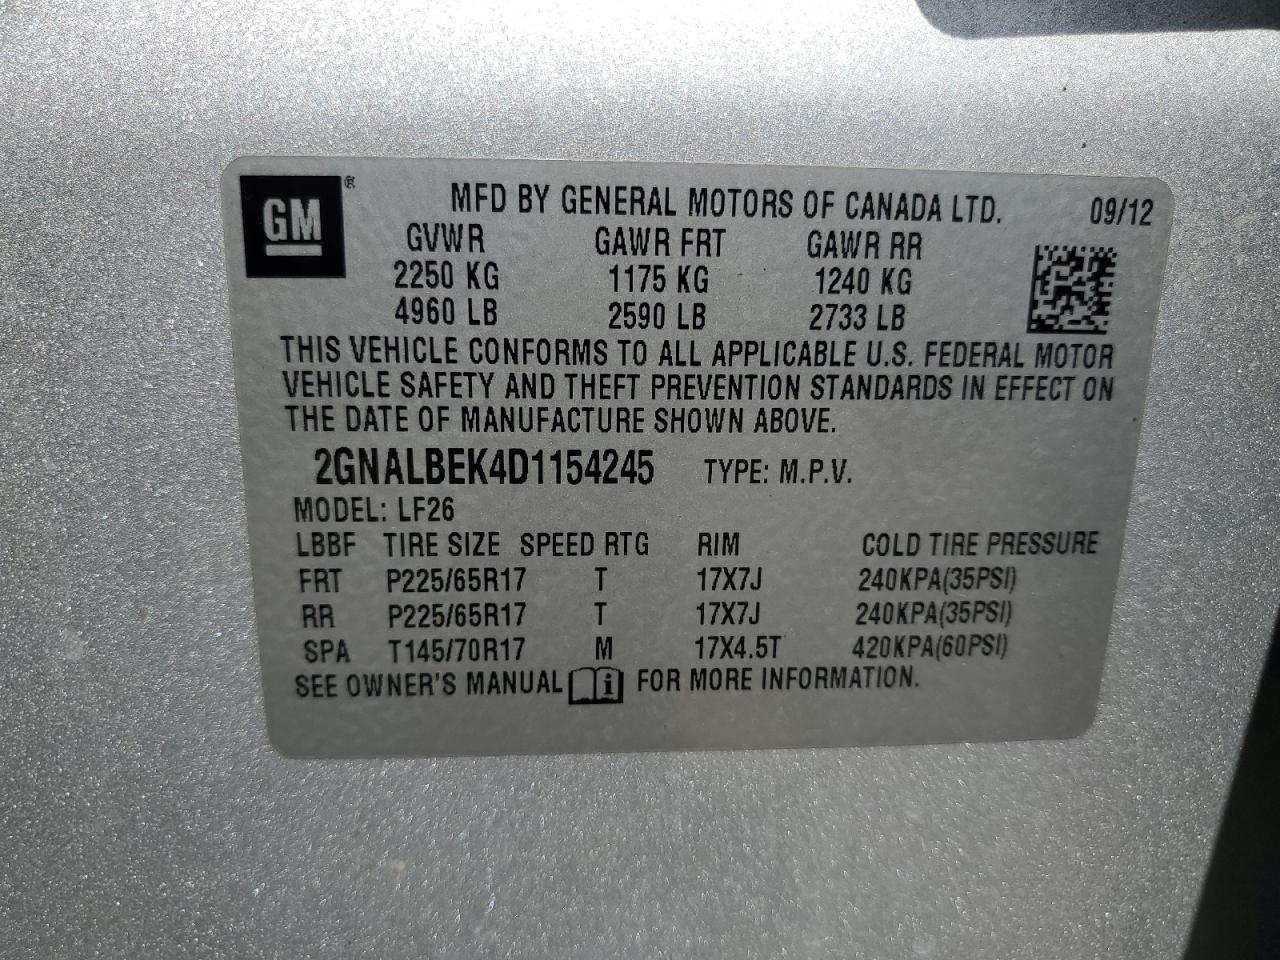 GM ® MFD BY GENERAL MOTORS OF CANADA LTD. 09/12
GVWR GAWR FRT GAWR RR
2250 KG 1175 KG 1240 KG
4960 LB 2590 LB 2733 LB
THIS VEHICLE CONFORMS TO ALL APPLICABLE U.S. FEDERAL MOTOR
VEHICLE SAFETY AND THEFT PREVENTION STANDARDS IN EFFECT ON
THE DATE OF MANUFACTURE SHOWN ABOVE.
2GNALBEK4D1154245 TYPE: M.P.V.
MODEL: LF26
LBBF TIRE SIZE SPEED RTG RIM COLD TIRE PRESSURE
FRT P225/65R17 T 17X7J 240KPA(35PSI)
RR P225/65R17 T 17X7J 240KPA(35PSI)
SPA T145/70R17 M 17X4.5T 420KPA(60PSI)
SEE OWNER'S MANUAL i FOR MORE INFORMATION.